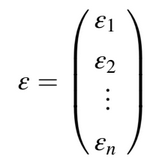 ε =
ε₁
ε₂
⋮
εₙ